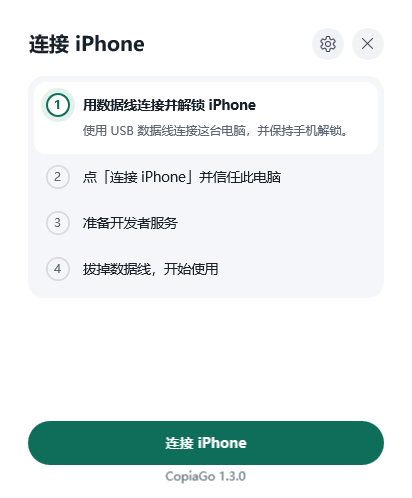 连接 iPhone
1
用数据线连接并解锁 iPhone
使用 USB 数据线连接这台电脑，并保持手机解锁。
2
点「连接 iPhone」并信任此电脑
3
准备开发者服务
4
拔掉数据线，开始使用
连接 iPhone
CopiaGo 1.3.0